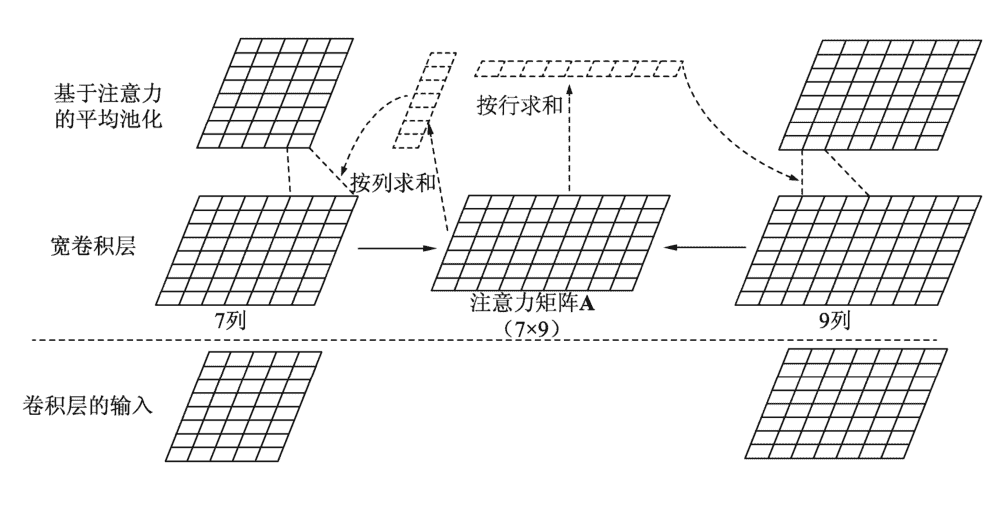 基于注意力
的平均池化
按行求和
按列求和
宽卷积层
7列
注意力矩阵A
（7×9）
9列
卷积层的输入